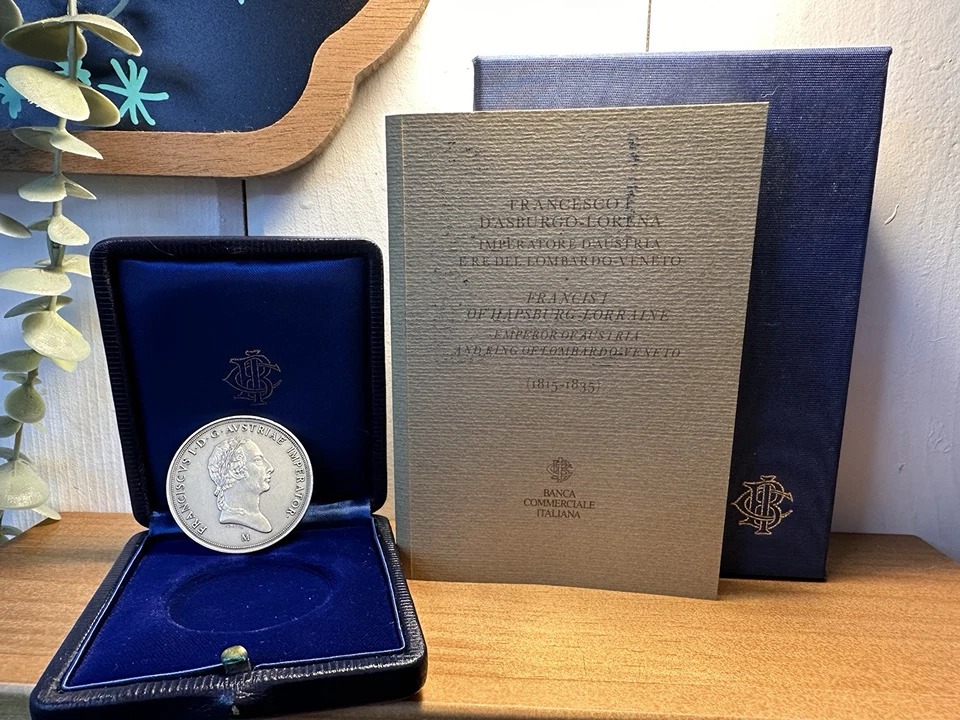 FRANCISCVS I·D·G·AVSTRIAE IMPERATOR
M
FRANCESCO I
D'ASBURGO-LORENA
IMPERATORE D'AUSTRIA
E RE DEL LOMBARDO-VENETO
FRANCIS I
OF HAPSBURG-LORRAINE
EMPEROR OF AUSTRIA
AND KING OF LOMBARDO-VENETO
(1815-1835)
BANCA
COMMERCIALE
ITALIANA